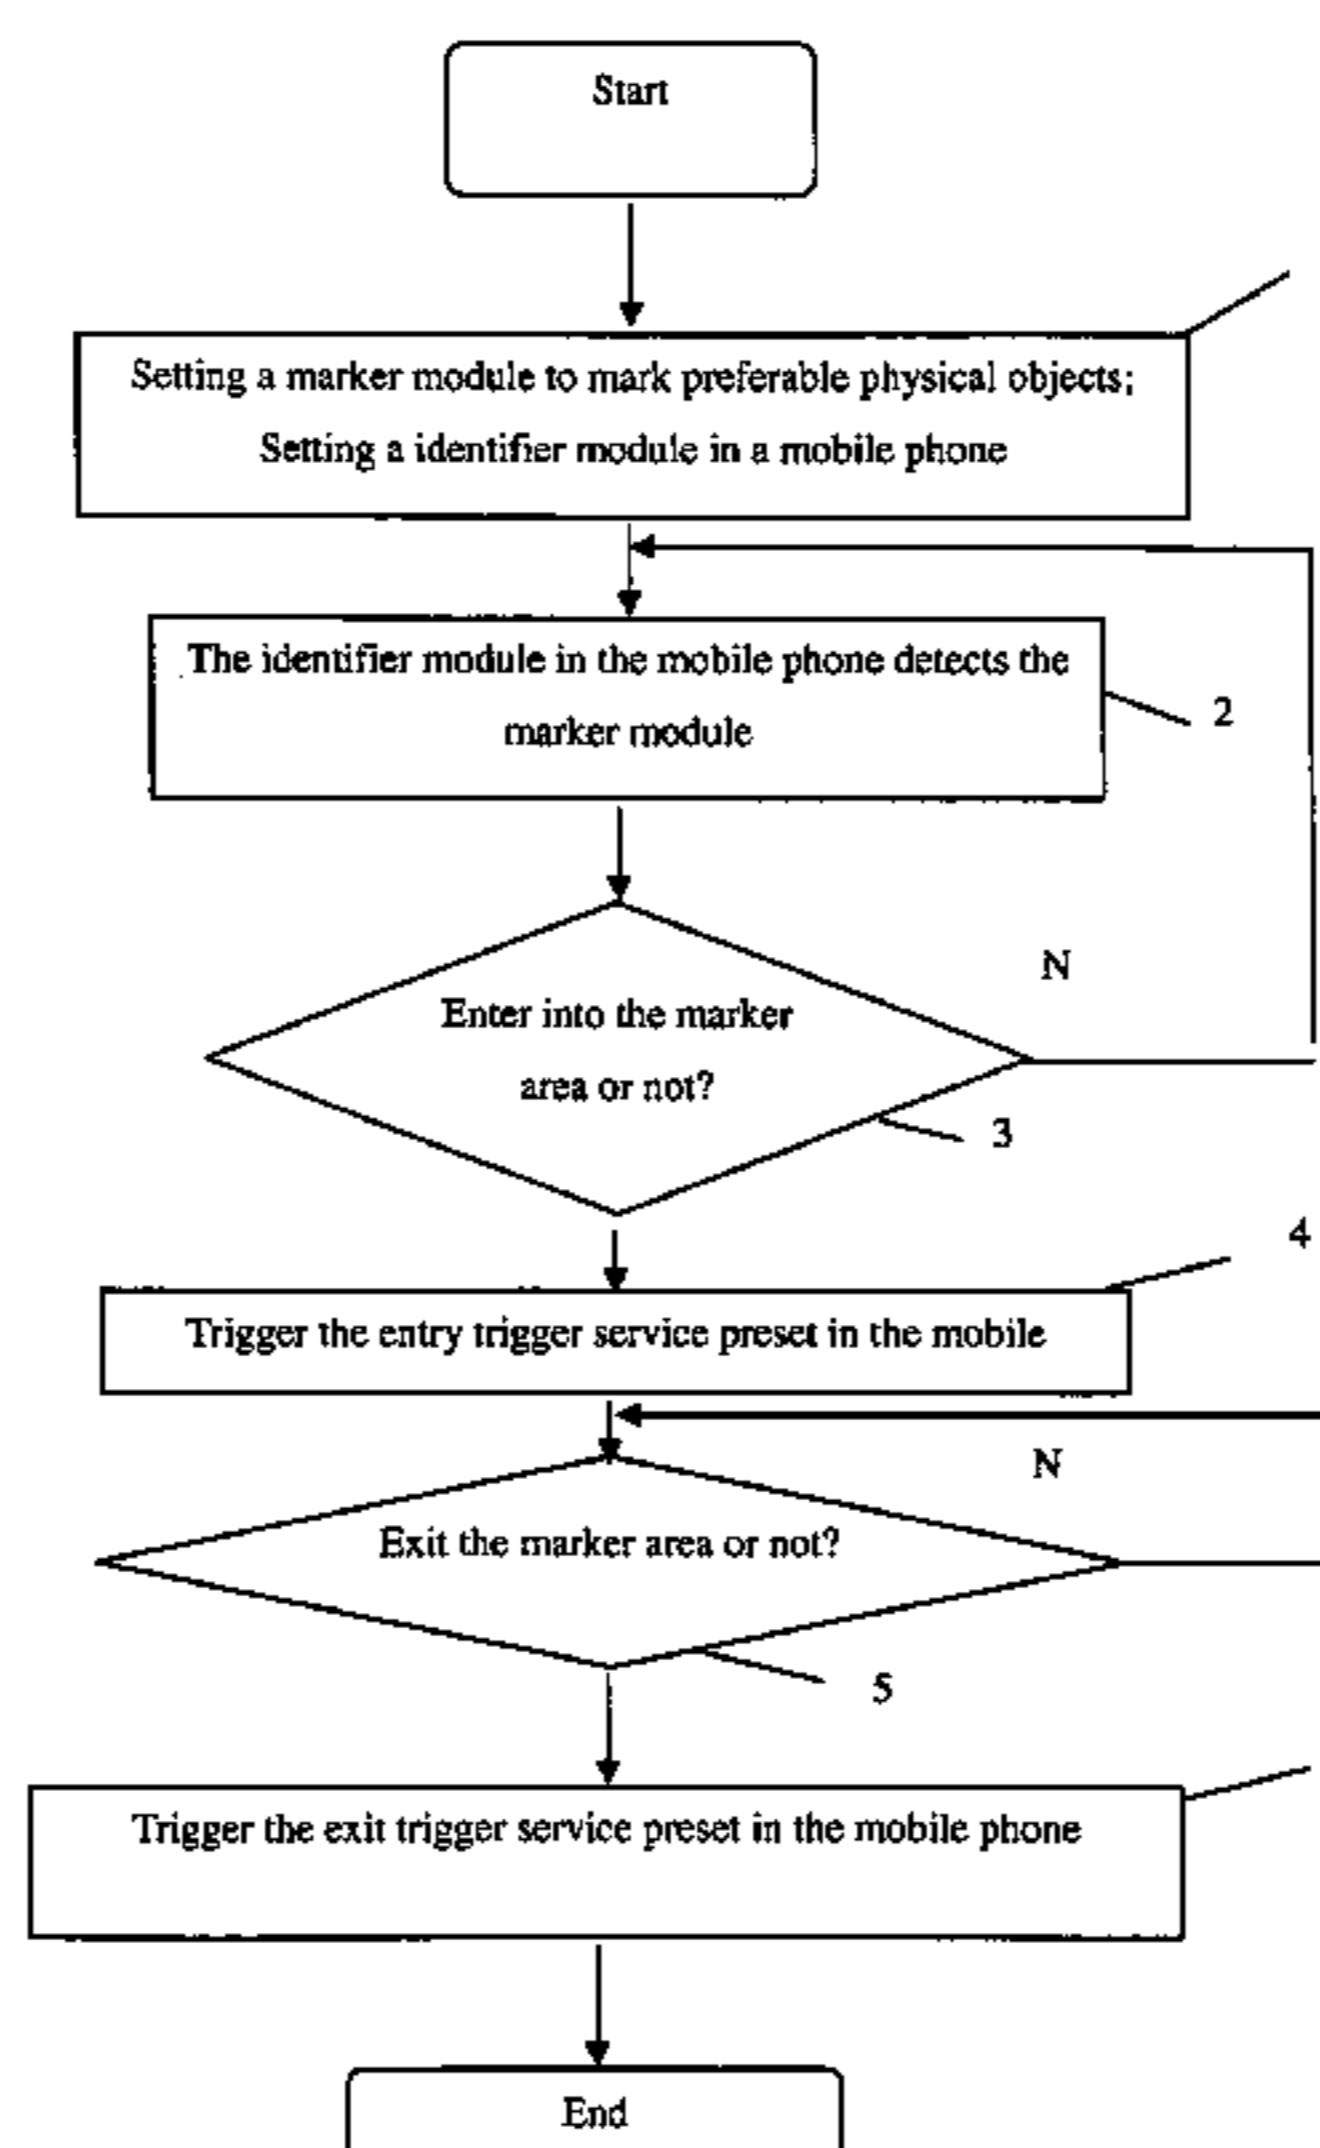 Start
Setting a marker module to mark preferable physical objects;
Setting a identifier module in a mobile phone
The identifier module in the mobile phone detects the
marker module
2
N
Enter into the marker
area or not?
3
4
Trigger the entry trigger service preset in the mobile
N
Exit the marker area or not?
5
Trigger the exit trigger service preset in the mobile phone
End